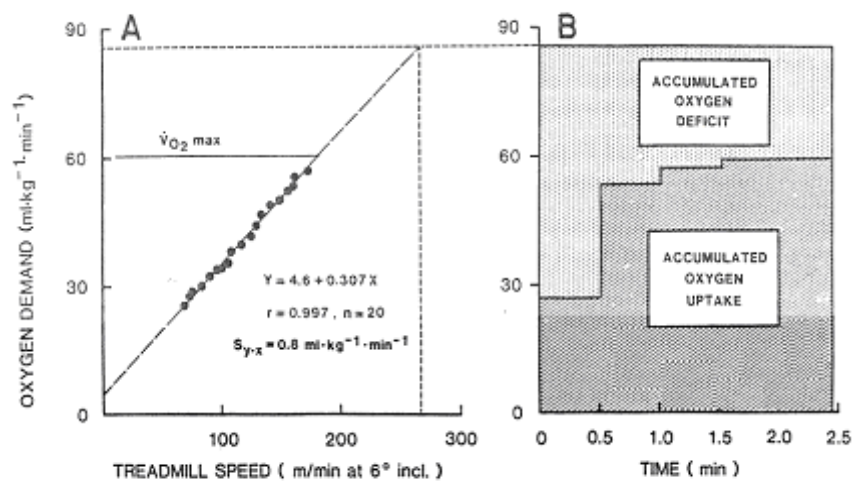 A
OXYGEN DEMAND (ml·kg⁻¹·min⁻¹)
90
60
30
0
V̇O₂ max
Y = 4.6 + 0.307 X
r = 0.997 , n = 20
Sy·x = 0.8 ml·kg⁻¹·min⁻¹
100 200 300
TREADMILL SPEED ( m/min at 6° incl. )
B
90
60
30
0
ACCUMULATED
OXYGEN
DEFICIT
ACCUMULATED
OXYGEN
UPTAKE
0 0.5 1.0 1.5 2.0 2.5
TIME ( min )